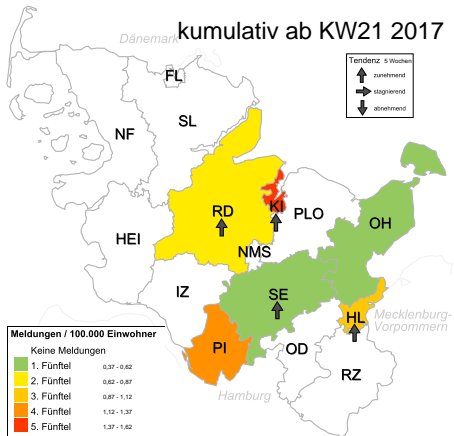 kumulativ ab KW21 2017
Dänemark
Tendenz 5 Wochen
zunehmend
stagnierend
abnehmend
FL
SL
NF
RD
KI
PLO
OH
HEI
NMS
IZ
SE
HL
Mecklenburg-
Vorpommern
PI
OD
RZ
Hamburg
Meldungen / 100.000 Einwohner
Keine Meldungen
1. Fünftel 0,37 - 0,62
2. Fünftel 0,62 - 0,87
3. Fünftel 0,87 - 1,12
4. Fünftel 1,12 - 1,37
5. Fünftel 1,37 - 1,62